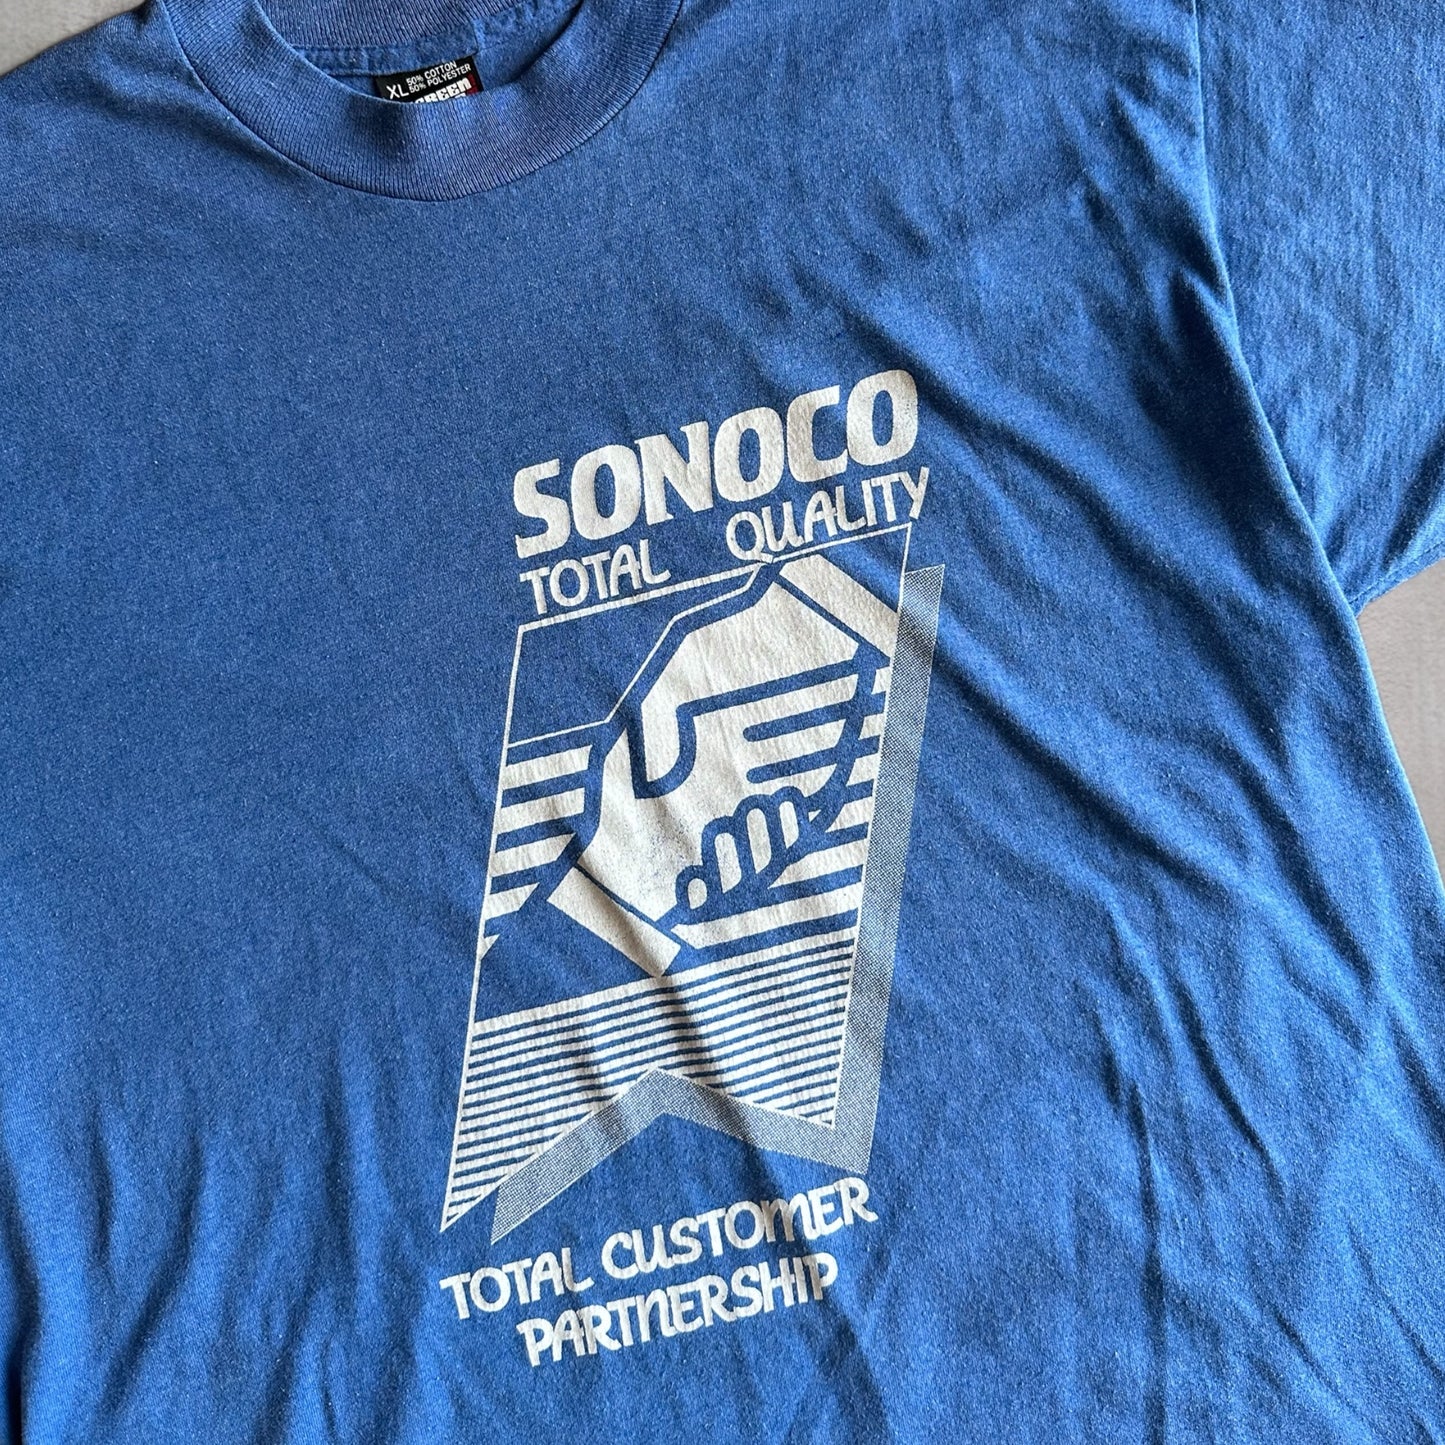 XL
50% COTTON
50% POLYESTER
SONOCO
TOTAL QUALITY
TOTAL CUSTOMER
PARTNERSHIP